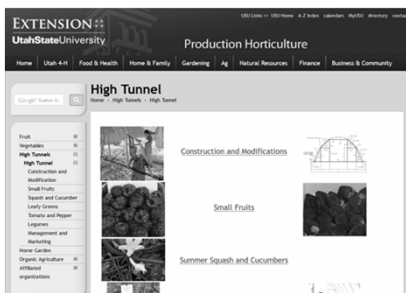 USU Links >> USU Home A-Z Index calendars MyUSU directory contac
EXTENSION
UtahStateUniversity
Production Horticulture
Home Utah 4-H Food & Health Home & Family Gardening Ag Natural Resources Finance Business & Community
High Tunnel
Home > High Tunnels > High Tunnel
Google
Fruit
Vegetables
High Tunnels
High Tunnel
Construction and
Modification
Small Fruits
Squash and Cucumber
Leafy Greens
Tomato and Pepper
Legumes
Management and
Marketing
Home Garden
Organic Agriculture
Affiliated
organizations
Construction and Modifications
Small Fruits
Summer Squash and Cucumbers